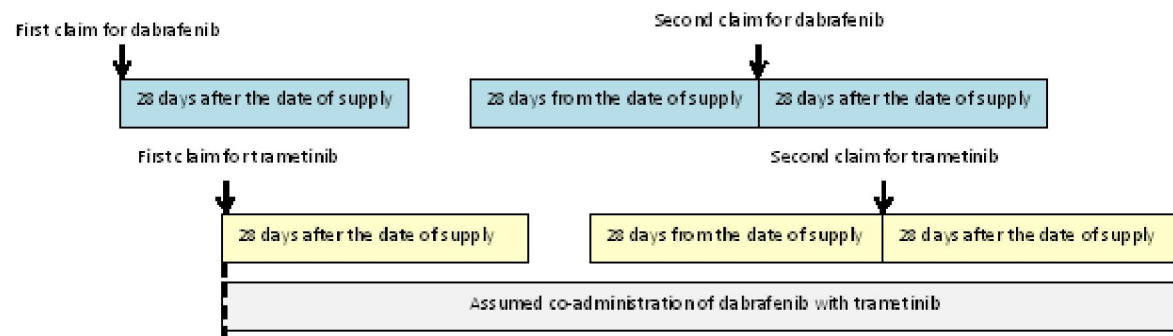 First claim for dabrafenib
Second claim for dabrafenib
28 days after the date of supply
28 days from the date of supply
28 days after the date of supply
First claim for trametinib
Second claim for trametinib
28 days after the date of supply
28 days from the date of supply
28 days after the date of supply
Assumed co-administration of dabrafenib with trametinib